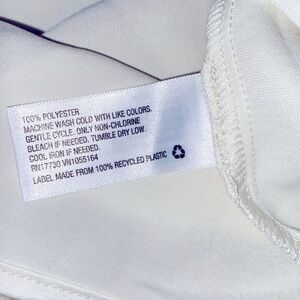 100% POLYESTER
MACHINE WASH COLD WITH LIKE COLORS.
GENTLE CYCLE. ONLY NON-CHLORINE
BLEACH IF NEEDED. TUMBLE DRY LOW.
COOL IRON IF NEEDED.
RN17730 VN1055164
LABEL MADE FROM 100% RECYCLED PLASTIC